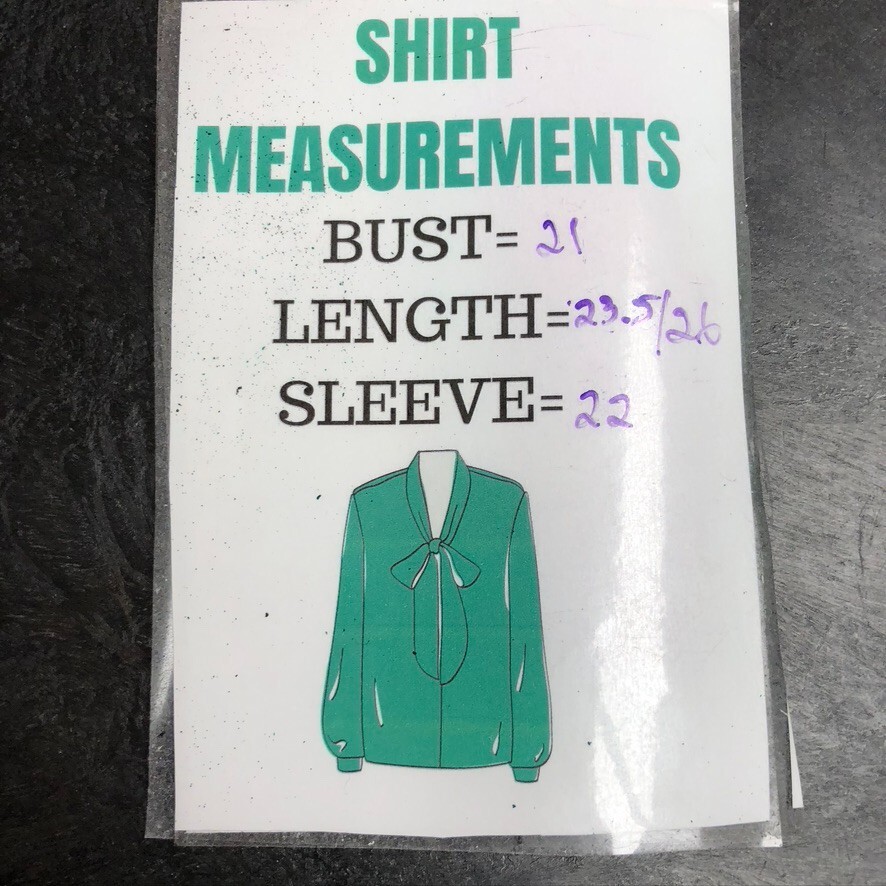 SHIRT
MEASUREMENTS
BUST= 21
LENGTH=23.5/26
SLEEVE= 22